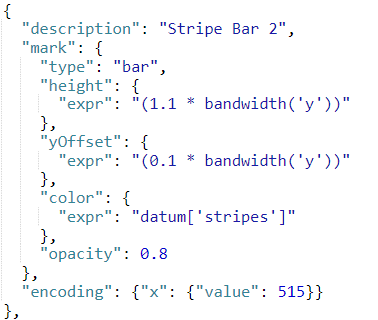 {
  "description": "Stripe Bar 2",
  "mark": {
    "type": "bar",
    "height": {
      "expr": "(1.1 * bandwidth('y'))"
    },
    "yOffset": {
      "expr": "(0.1 * bandwidth('y'))"
    },
    "color": {
      "expr": "datum['stripes']"
    },
    "opacity": 0.8
  },
  "encoding": {"x": {"value": 515}}
},